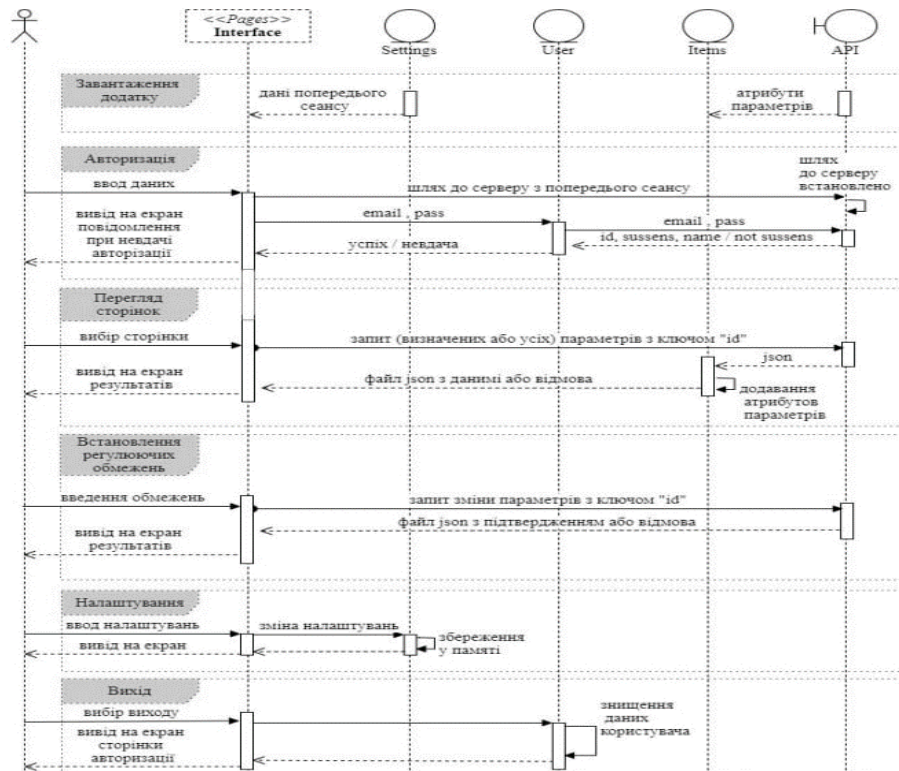 <<Pages>>
Interface
Settings
User
Items
API
Завантаження
додатку
дані попередього
сеансу
атрибути
параметрів
Авторизація
ввод даних
шлях до серверу з попередього сеансу
шлях
до серверу
встановлено
вивід на екран
повідомлення
при невдачі
авторізації
email , pass
email , pass
успіх / невдача
id, sussens, name / not sussens
Перегляд
сторінок
вибір сторінки
запит (визначених або усіх) параметрів з ключом "id"
json
вивід на екран
результатів
файл json з данимі або відмова
додавання
атрибутов
параметрів
Встановлення
регулюючих
обмежень
введення обмежень
запит зміни параметрів з ключом "id"
файл json з підтвердженням або відмова
вивід на екран
результатів
Налаштування
ввод налаштувань
зміна налаштувань
збереження
у памяті
вивід на екран
Вихід
вибір виходу
знищення
даних
користувача
вивід на екран
сторінки
авторизації